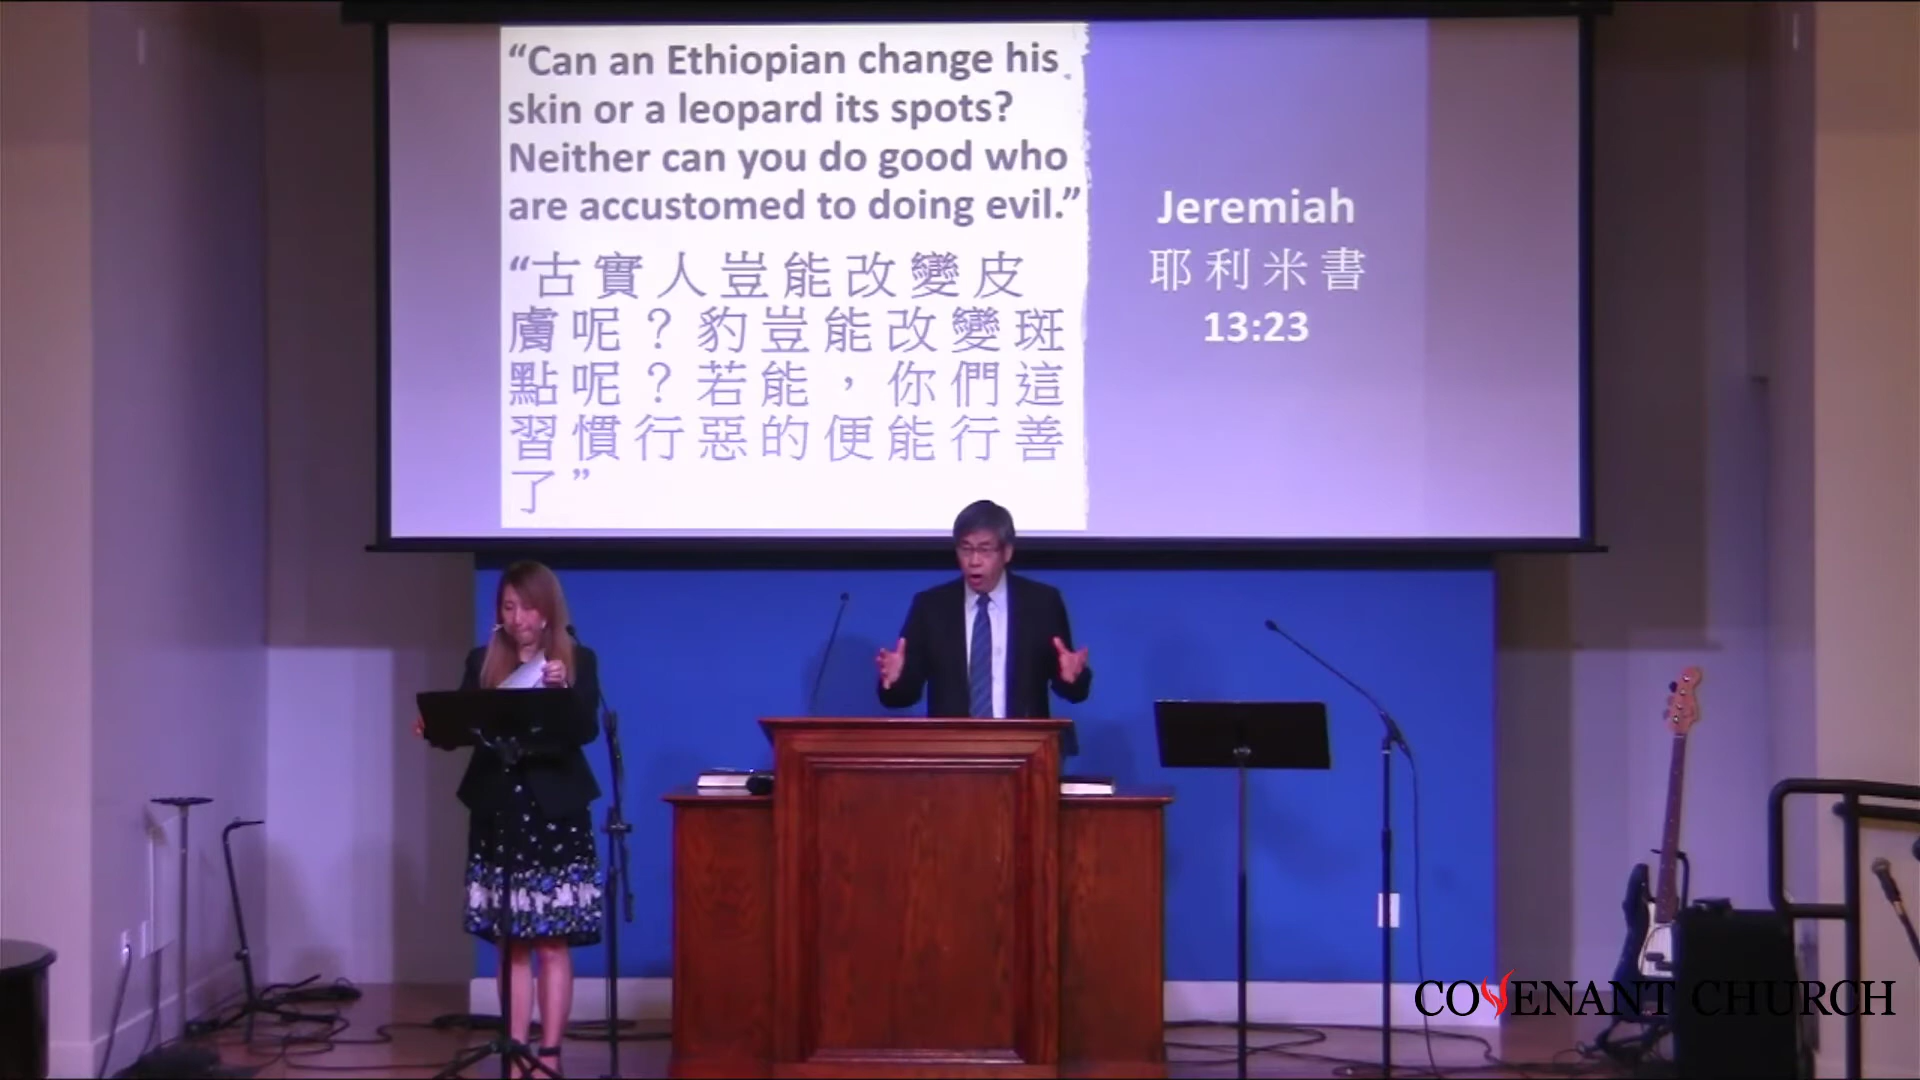 “Can an Ethiopian change his
skin or a leopard its spots?
Neither can you do good who
are accustomed to doing evil.”
“古實人豈能改變皮
膚呢？豹豈能改變斑
點呢？若能，你們這
習慣行惡的便能行善
了”
Jeremiah
耶利米書
13:23
COVENANT CHURCH